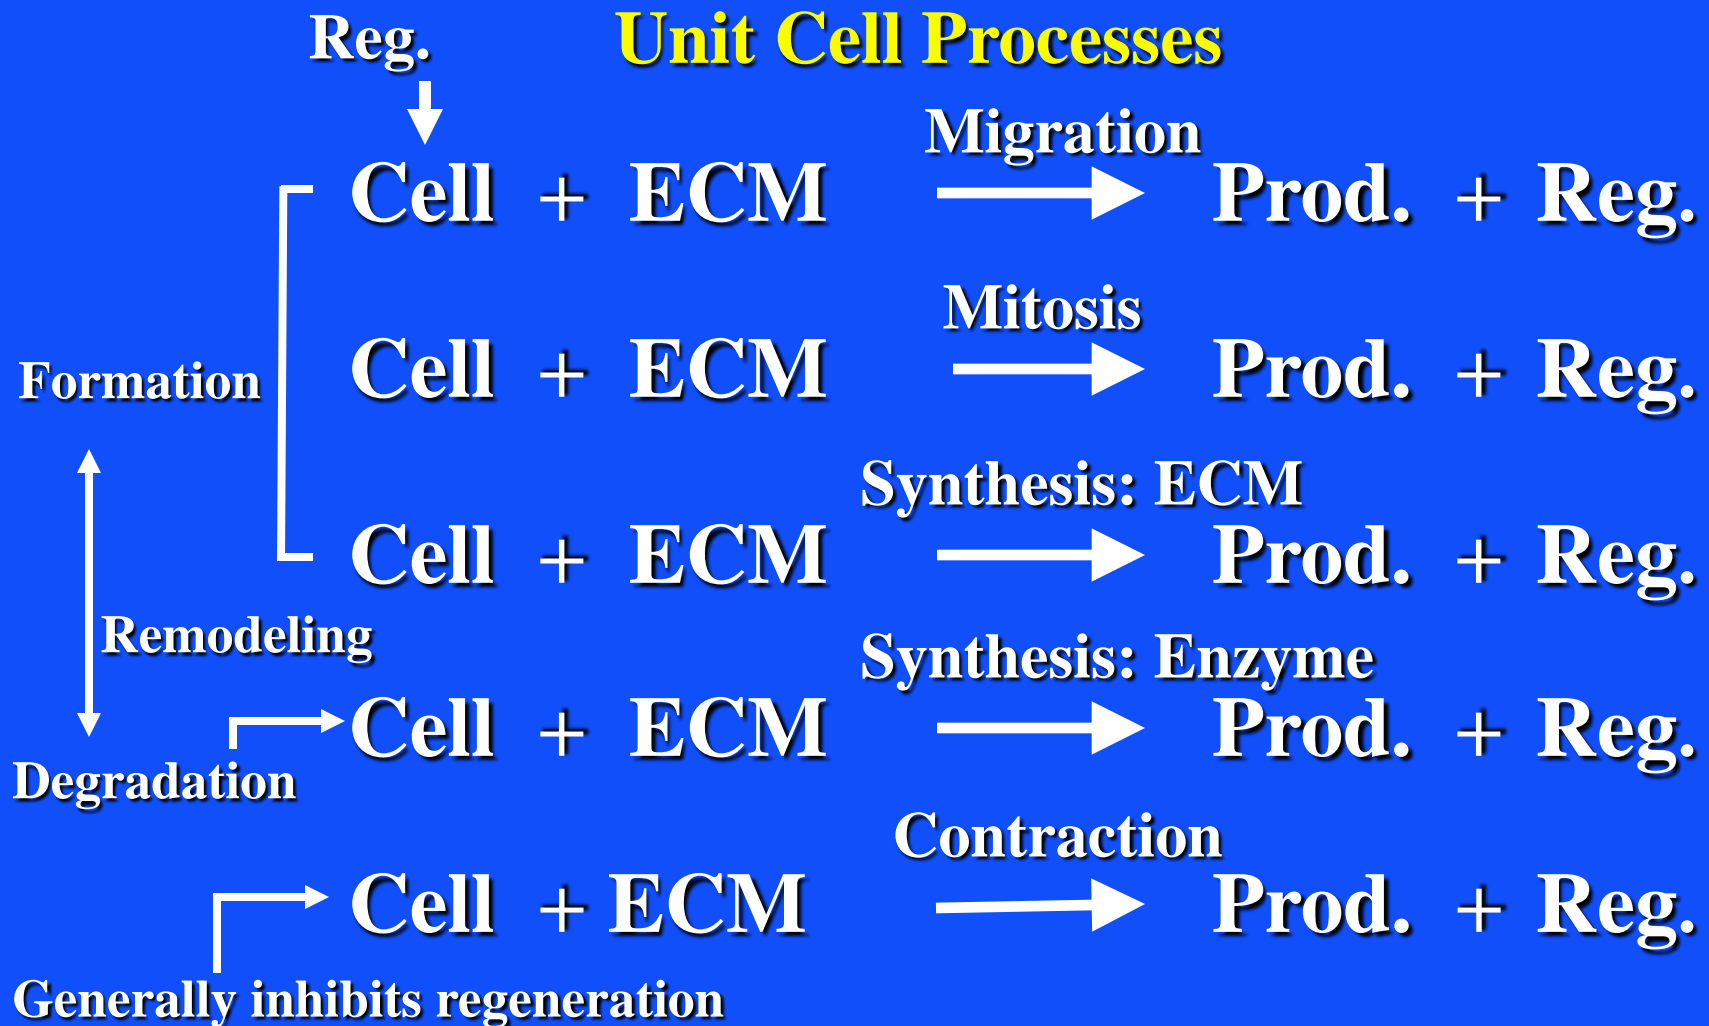 Reg. Unit Cell Processes
Migration
Cell + ECM Prod. + Reg.
Mitosis
Formation Cell + ECM Prod. + Reg.
Synthesis: ECM
Cell + ECM Prod. + Reg.
Remodeling
Synthesis: Enzyme
Cell + ECM Prod. + Reg.
Degradation
Contraction
Cell + ECM Prod. + Reg.
Generally inhibits regeneration